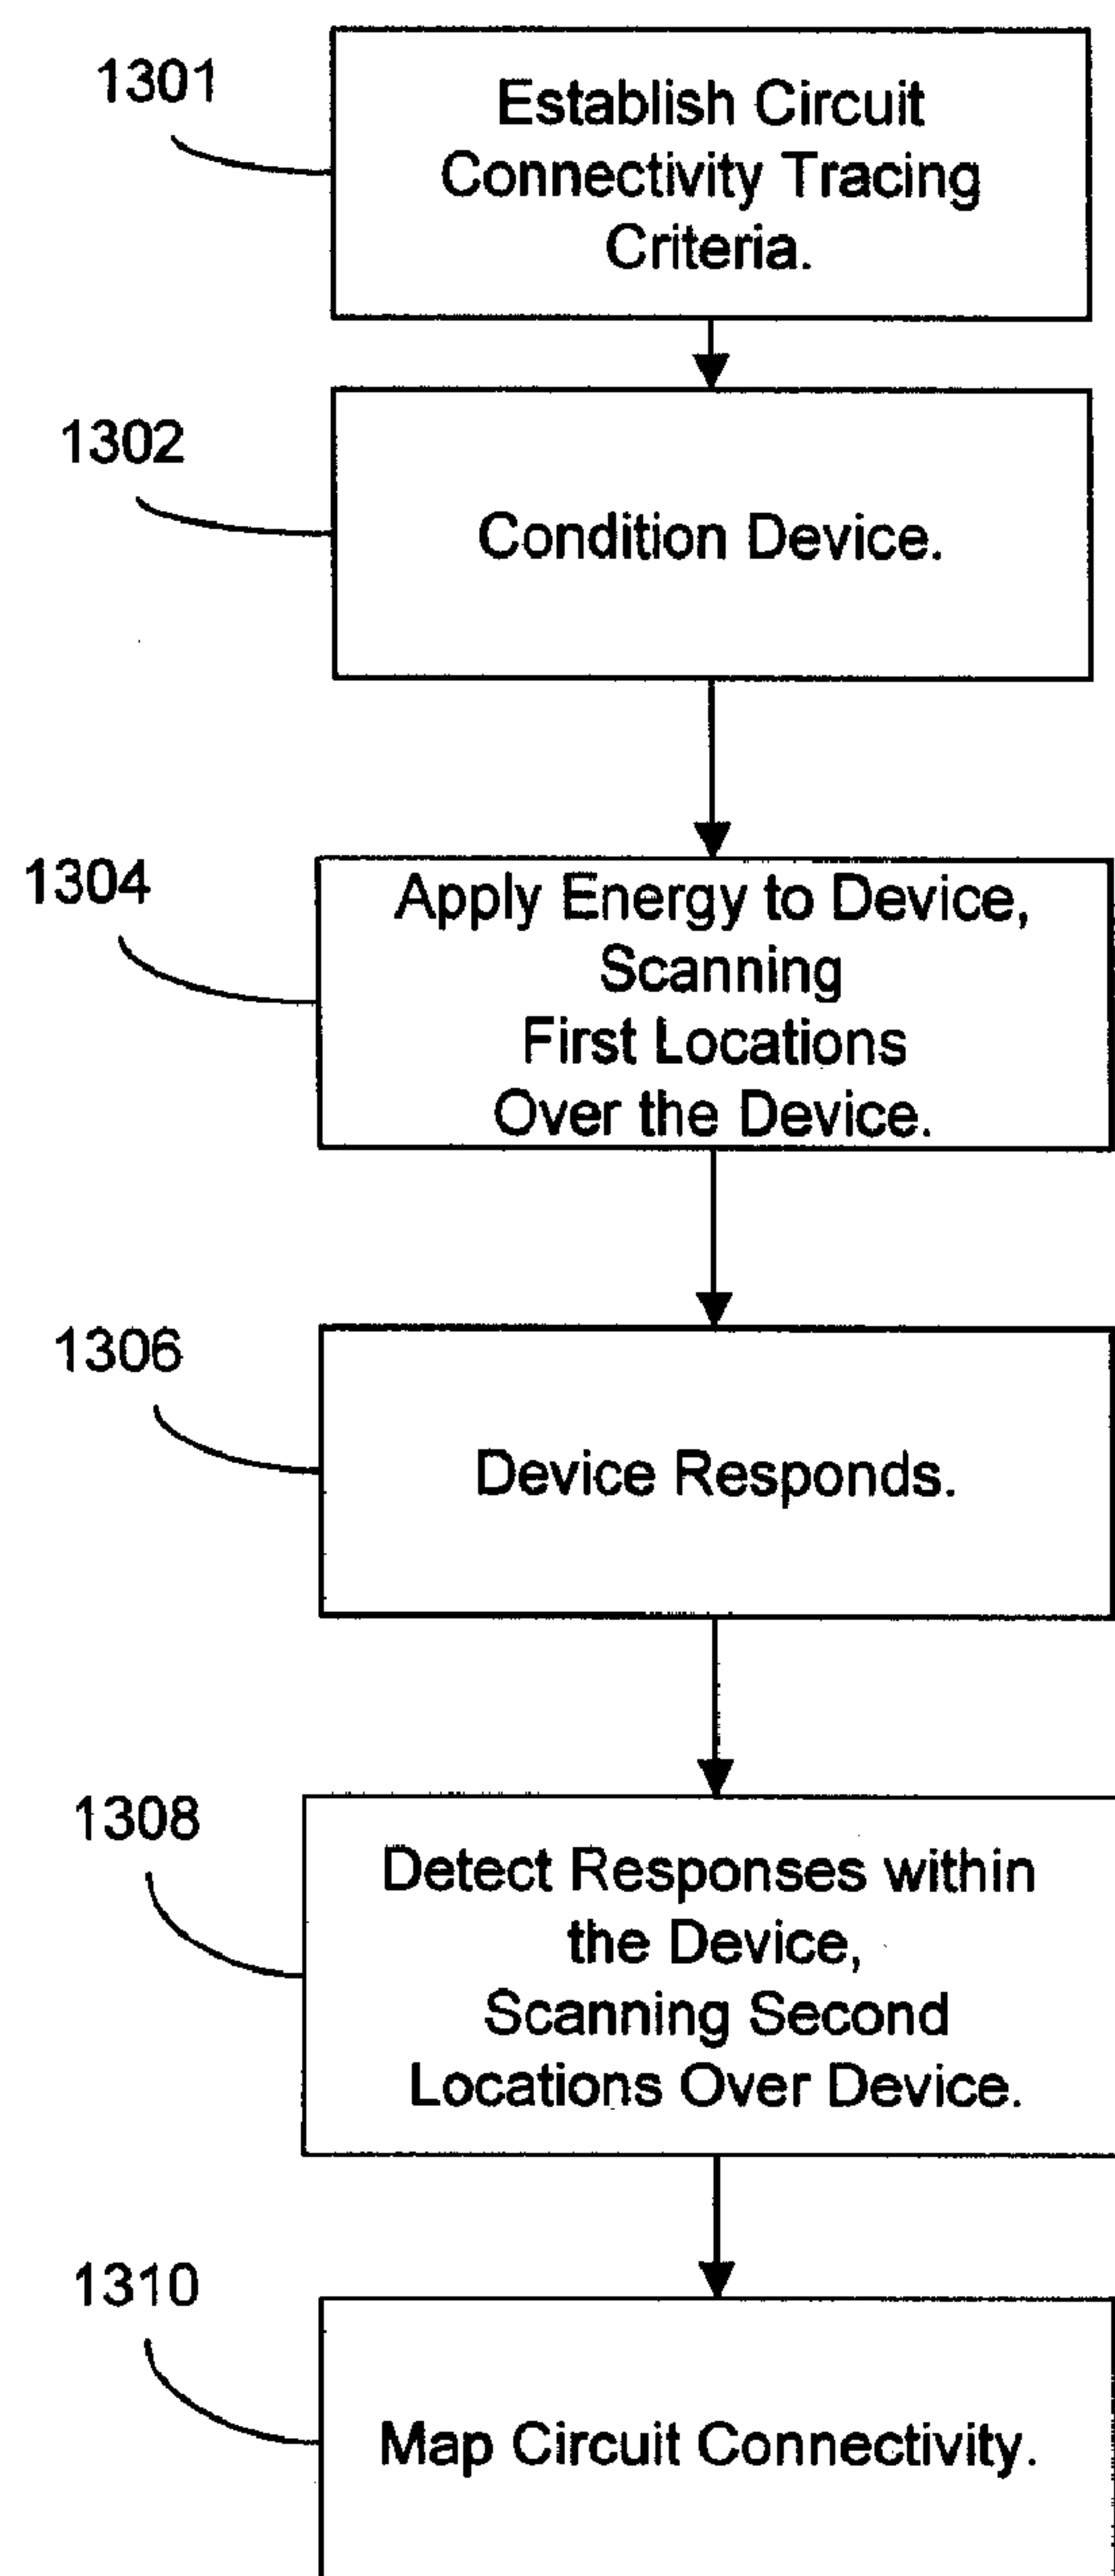 1301
Establish Circuit
Connectivity Tracing
Criteria.
1302
Condition Device.
1304
Apply Energy to Device,
Scanning
First Locations
Over the Device.
1306
Device Responds.
1308
Detect Responses within
the Device,
Scanning Second
Locations Over Device.
1310
Map Circuit Connectivity.